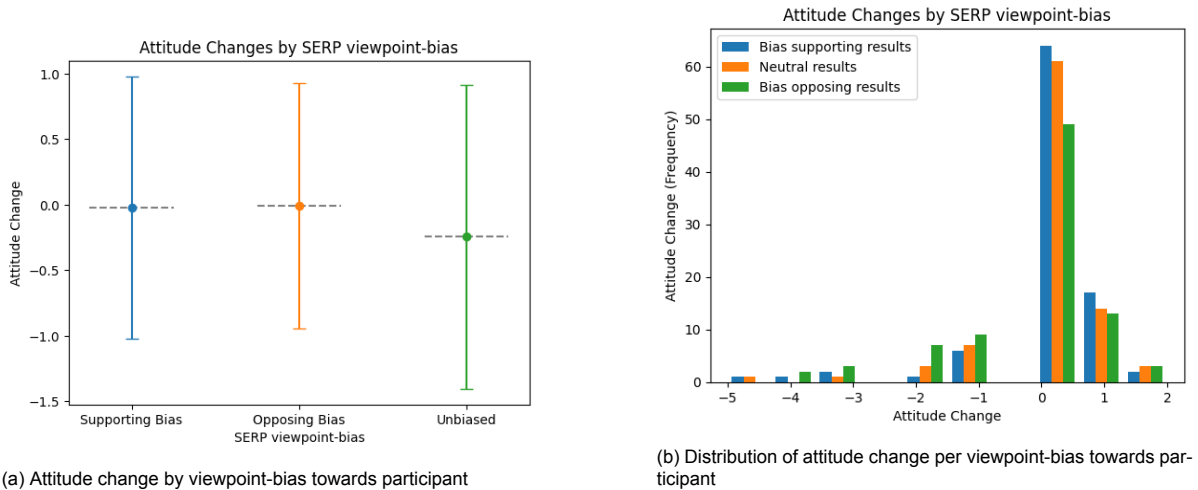 Attitude Changes by SERP viewpoint-bias
1.0
0.5
0.0
−0.5
−1.0
−1.5
Attitude Change
Supporting Bias
Opposing Bias
Unbiased
SERP viewpoint-bias
(a) Attitude change by viewpoint-bias towards participant
Attitude Changes by SERP viewpoint-bias
Bias supporting results
Neutral results
Bias opposing results
60
50
40
30
20
10
0
Attitude Change (Frequency)
−5
−4
−3
−2
−1
0
1
2
Attitude Change
(b) Distribution of attitude change per viewpoint-bias towards par-
ticipant